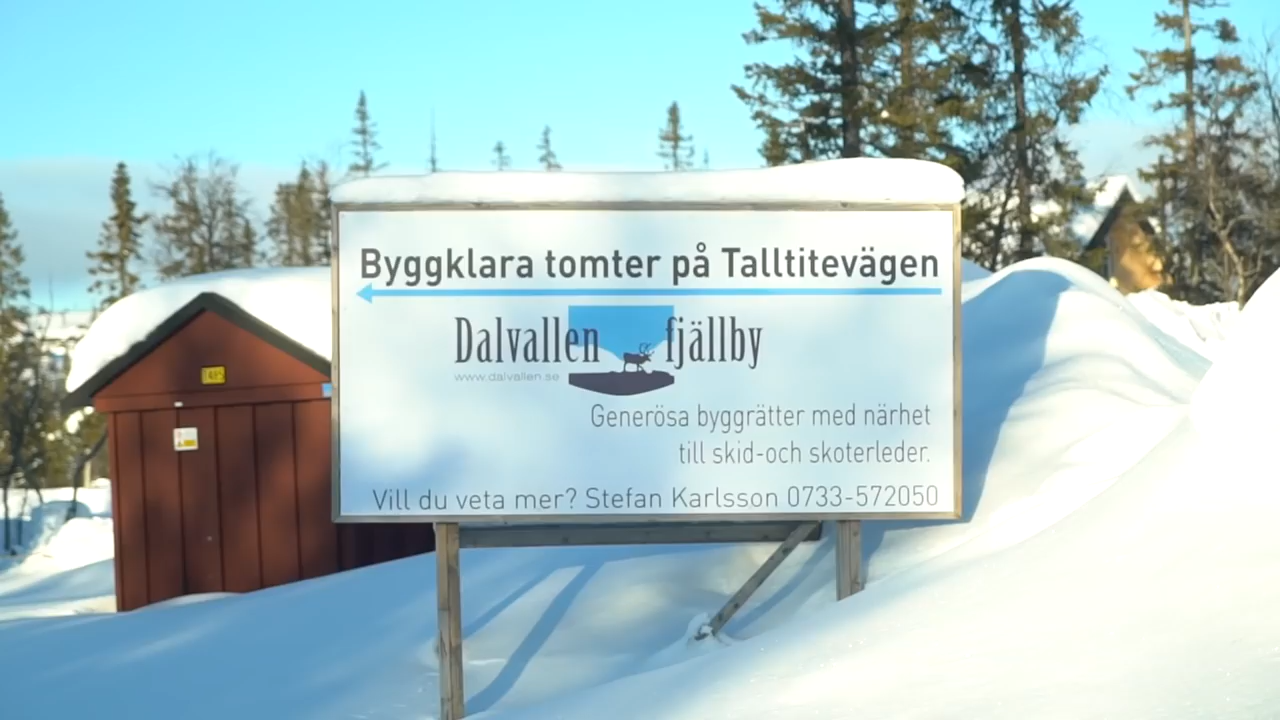 Byggklara tomter på Talltitevägen
Dalvallen fjällby
www.dalvallen.se
Generösa byggrätter med närhet
till skid-och skoterleder.
Vill du veta mer? Stefan Karlsson 0733-572050